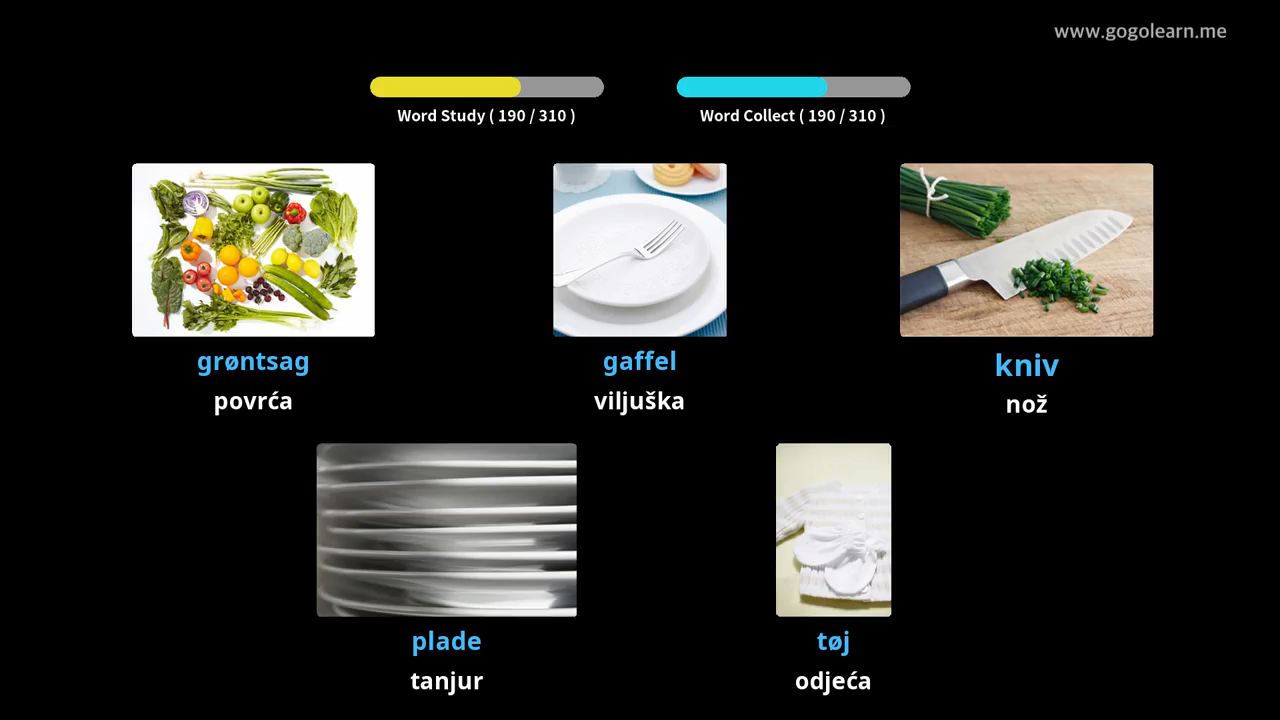 www.gogolearn.me
Word Study ( 190 / 310 )
Word Collect ( 190 / 310 )
grøntsag
povrća
gaffel
viljuška
kniv
nož
plade
tanjur
tøj
odjeća